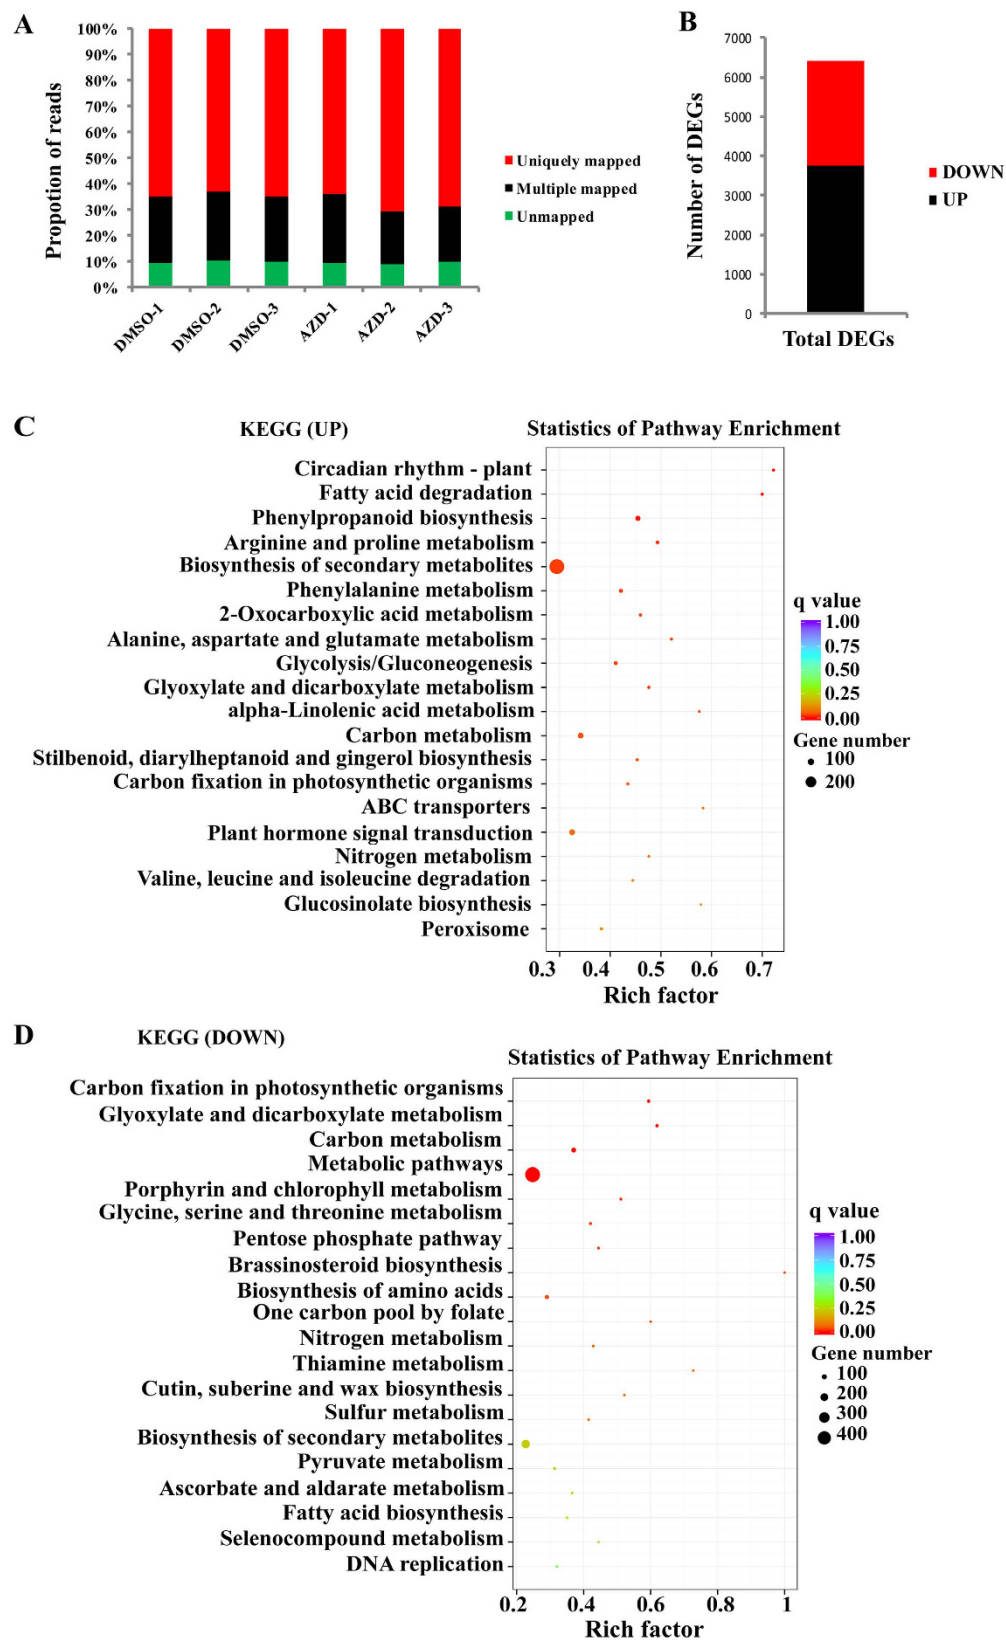 A
Propotion of reads
100%
90%
80%
70%
60%
50%
40%
30%
20%
10%
0%
DMSO-1
DMSO-2
DMSO-3
AZD-1
AZD-2
AZD-3
Uniquely mapped
Multiple mapped
Unmapped
B
Number of DEGs
7000
6000
5000
4000
3000
2000
1000
0
Total DEGs
DOWN
UP
C
KEGG (UP)
Statistics of Pathway Enrichment
Circadian rhythm - plant
Fatty acid degradation
Phenylpropanoid biosynthesis
Arginine and proline metabolism
Biosynthesis of secondary metabolites
Phenylalanine metabolism
2-Oxocarboxylic acid metabolism
Alanine, aspartate and glutamate metabolism
Glycolysis/Gluconeogenesis
Glyoxylate and dicarboxylate metabolism
alpha-Linolenic acid metabolism
Carbon metabolism
Stilbenoid, diarylheptanoid and gingerol biosynthesis
Carbon fixation in photosynthetic organisms
ABC transporters
Plant hormone signal transduction
Nitrogen metabolism
Valine, leucine and isoleucine degradation
Glucosinolate biosynthesis
Peroxisome
0.3 0.4 0.5 0.6 0.7
Rich factor
q value
1.00
0.75
0.50
0.25
0.00
Gene number
100
200
D
KEGG (DOWN)
Statistics of Pathway Enrichment
Carbon fixation in photosynthetic organisms
Glyoxylate and dicarboxylate metabolism
Carbon metabolism
Metabolic pathways
Porphyrin and chlorophyll metabolism
Glycine, serine and threonine metabolism
Pentose phosphate pathway
Brassinosteroid biosynthesis
Biosynthesis of amino acids
One carbon pool by folate
Nitrogen metabolism
Thiamine metabolism
Cutin, suberine and wax biosynthesis
Sulfur metabolism
Biosynthesis of secondary metabolites
Pyruvate metabolism
Ascorbate and aldarate metabolism
Fatty acid biosynthesis
Selenocompound metabolism
DNA replication
0.2 0.4 0.6 0.8 1
Rich factor
q value
1.00
0.75
0.50
0.25
0.00
Gene number
100
200
300
400